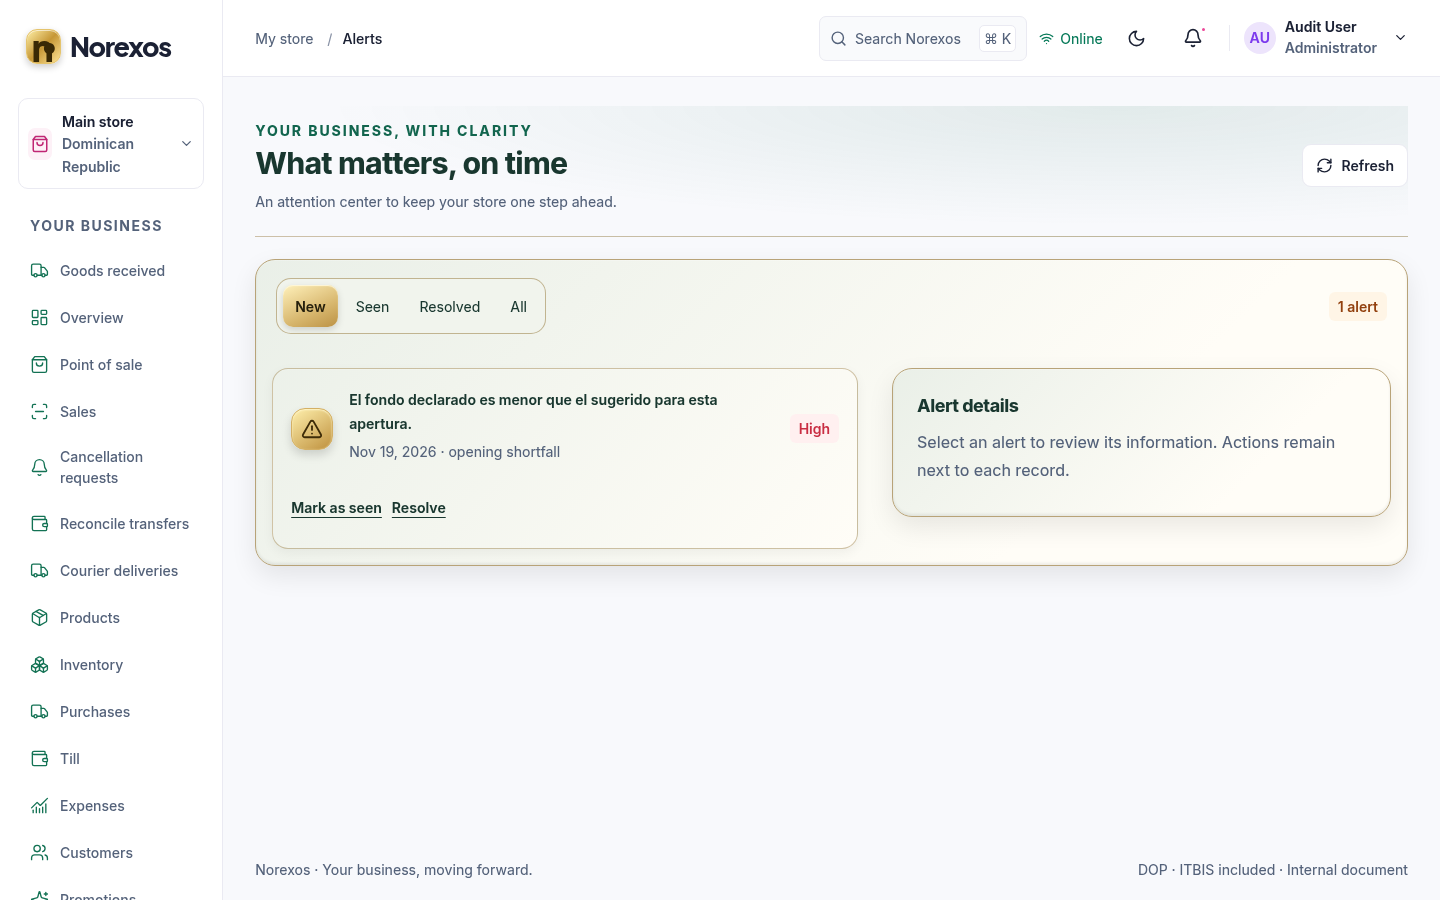 Norexos
Main store
Dominican
Republic
YOUR BUSINESS
Goods received
Overview
Point of sale
Sales
Cancellation
requests
Reconcile transfers
Courier deliveries
Products
Inventory
Purchases
Till
Expenses
Customers
Promotions
My store / Alerts
Search Norexos ⌘ K
Online
AU
Audit User
Administrator
YOUR BUSINESS, WITH CLARITY
What matters, on time
An attention center to keep your store one step ahead.
Refresh
New Seen Resolved All
1 alert
El fondo declarado es menor que el sugerido para esta
apertura.
Nov 19, 2026 · opening shortfall
High
Mark as seen Resolve
Alert details
Select an alert to review its information. Actions remain
next to each record.
Norexos · Your business, moving forward.
DOP · ITBIS included · Internal document